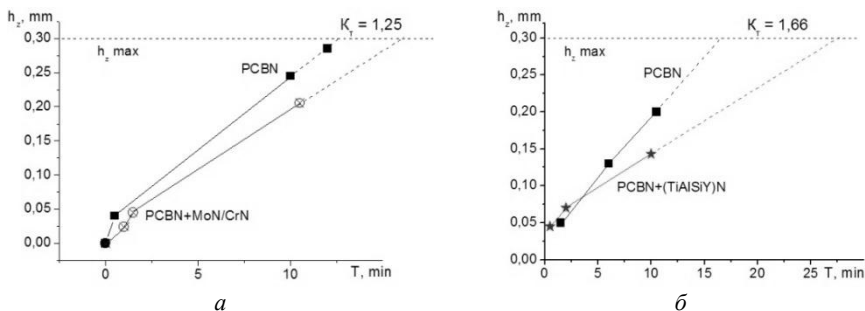 h_z, mm
K_T = 1,25
0,30
h_z max
PCBN
0,25
0,20
0,15
0,10
0,05
PCBN+MoN/CrN
0,00
0
5
10
T, min
а
h_z, mm
K_T = 1,66
0,30
h_z max
0,25
PCBN
0,20
0,15
0,10
PCBN+(TiAlSiY)N
0,05
0,00
0
5
10
15
20
25
T, min
б